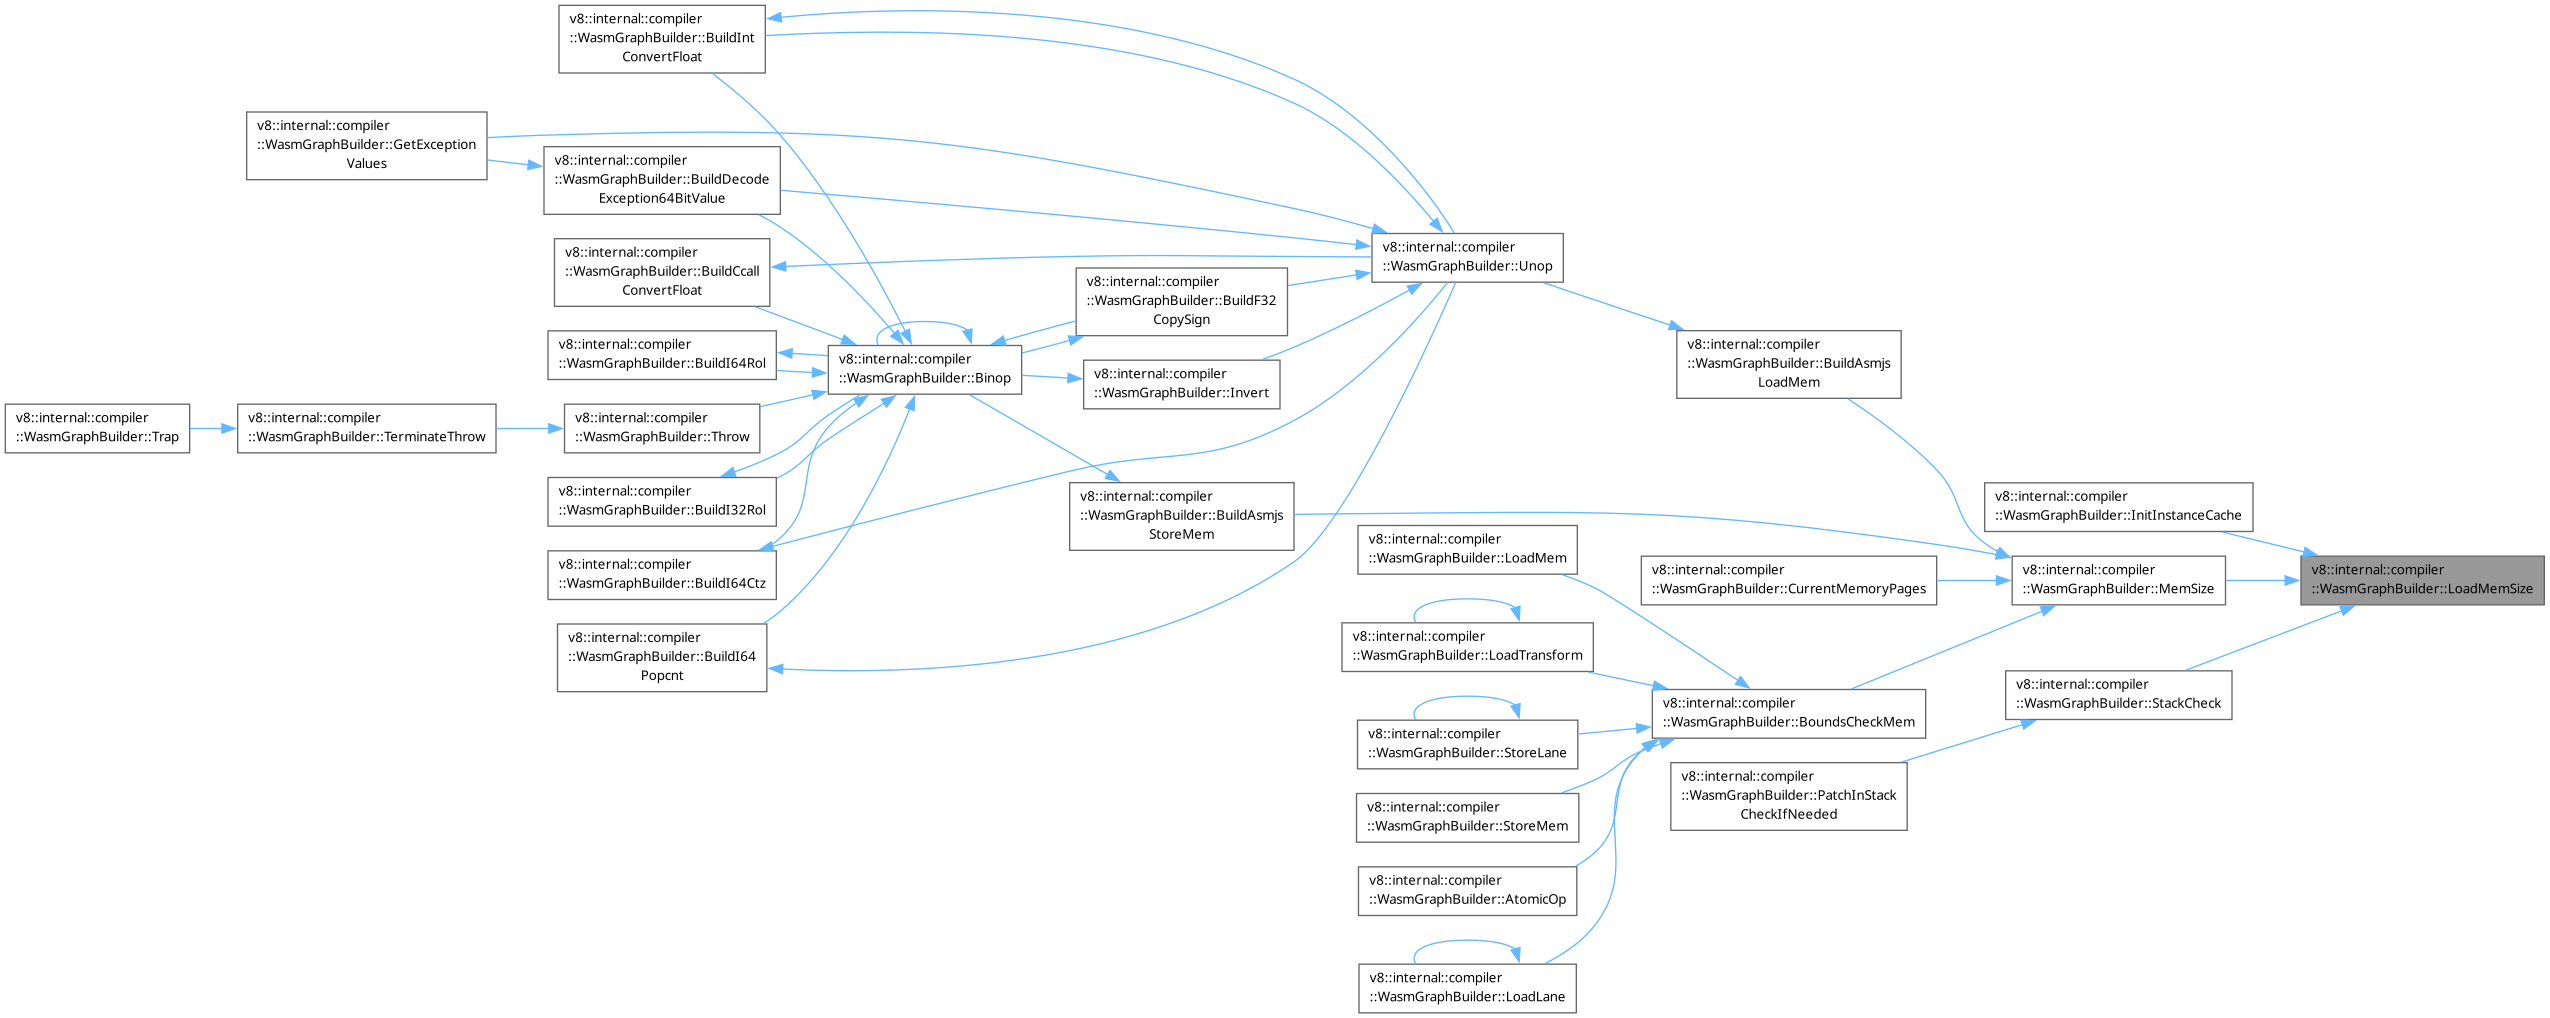 v8::internal::compiler
::WasmGraphBuilder::BuildInt
ConvertFloat
v8::internal::compiler
::WasmGraphBuilder::GetException
Values
v8::internal::compiler
::WasmGraphBuilder::BuildDecode
Exception64BitValue
v8::internal::compiler
::WasmGraphBuilder::BuildCcall
ConvertFloat
v8::internal::compiler
::WasmGraphBuilder::Unop
v8::internal::compiler
::WasmGraphBuilder::BuildF32
CopySign
v8::internal::compiler
::WasmGraphBuilder::BuildI64Rol
v8::internal::compiler
::WasmGraphBuilder::Binop
v8::internal::compiler
::WasmGraphBuilder::Invert
v8::internal::compiler
::WasmGraphBuilder::BuildAsmjs
LoadMem
v8::internal::compiler
::WasmGraphBuilder::Trap
v8::internal::compiler
::WasmGraphBuilder::TerminateThrow
v8::internal::compiler
::WasmGraphBuilder::Throw
v8::internal::compiler
::WasmGraphBuilder::BuildI32Rol
v8::internal::compiler
::WasmGraphBuilder::BuildAsmjs
StoreMem
v8::internal::compiler
::WasmGraphBuilder::InitInstanceCache
v8::internal::compiler
::WasmGraphBuilder::LoadMem
v8::internal::compiler
::WasmGraphBuilder::BuildI64Ctz
v8::internal::compiler
::WasmGraphBuilder::CurrentMemoryPages
v8::internal::compiler
::WasmGraphBuilder::MemSize
v8::internal::compiler
::WasmGraphBuilder::LoadMemSize
v8::internal::compiler
::WasmGraphBuilder::BuildI64
Popcnt
v8::internal::compiler
::WasmGraphBuilder::LoadTransform
v8::internal::compiler
::WasmGraphBuilder::StackCheck
v8::internal::compiler
::WasmGraphBuilder::BoundsCheckMem
v8::internal::compiler
::WasmGraphBuilder::StoreLane
v8::internal::compiler
::WasmGraphBuilder::PatchInStack
CheckIfNeeded
v8::internal::compiler
::WasmGraphBuilder::StoreMem
v8::internal::compiler
::WasmGraphBuilder::AtomicOp
v8::internal::compiler
::WasmGraphBuilder::LoadLane